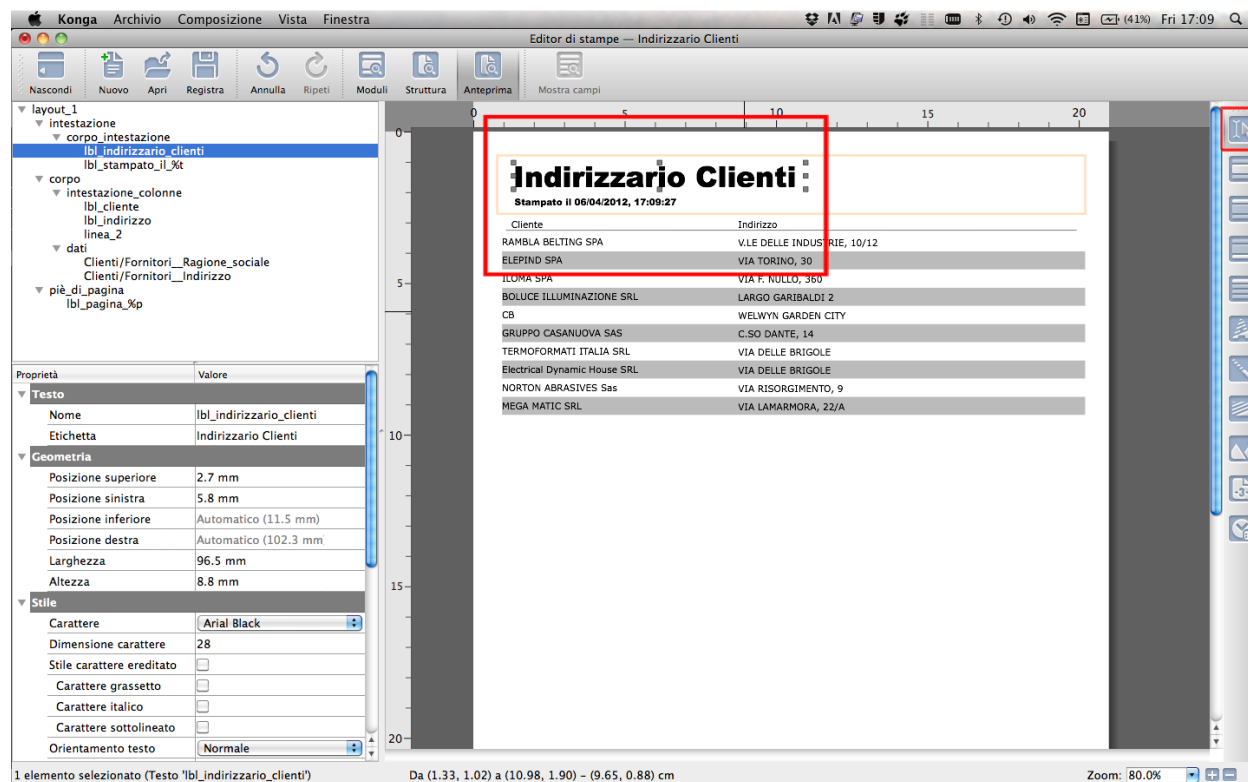 Konga Archivio Composizione Vista Finestra (41%) Fri 17:09
Editor di stampe — Indirizzario Clienti
Nascondi Nuovo Apri Registra Annulla Ripeti Moduli Struttura Anteprima Mostra campi
layout_1
intestazione
corpo_intestazione
lbl_indirizzario_clienti
lbl_stampato_il_%t
corpo
intestazione_colonne
lbl_cliente
lbl_indirizzo
linea_2
dati
Clienti/Fornitori__Ragione_sociale
Clienti/Fornitori__Indirizzo
piè_di_pagina
lbl_pagina_%p
Proprietà Valore
Testo
Nome lbl_indirizzario_clienti
Etichetta Indirizzario Clienti
Geometria
Posizione superiore 2.7 mm
Posizione sinistra 5.8 mm
Posizione inferiore Automatico (11.5 mm)
Posizione destra Automatico (102.3 mm
Larghezza 96.5 mm
Altezza 8.8 mm
Stile
Carattere Arial Black
Dimensione carattere 28
Stile carattere ereditato
Carattere grassetto
Carattere italico
Carattere sottolineato
Orientamento testo Normale
0 5 10 15 20
0
5
10
15
20
Indirizzario Clienti
Stampato il 06/04/2012, 17:09:27
Cliente Indirizzo
RAMBLA BELTING SPA V.LE DELLE INDUSTRIE, 10/12
ELEPIND SPA VIA TORINO, 30
ILOMA SPA VIA F. NULLO, 360
BOLUCE ILLUMINAZIONE SRL LARGO GARIBALDI 2
CB WELWYN GARDEN CITY
GRUPPO CASANUOVA SAS C.SO DANTE, 14
TERMOFORMATI ITALIA SRL VIA DELLE BRIGOLE
Electrical Dynamic House SRL VIA DELLE BRIGOLE
NORTON ABRASIVES Sas VIA RISORGIMENTO, 9
MEGA MATIC SRL VIA LAMARMORA, 22/A
-3-
1 elemento selezionato (Testo 'lbl_indirizzario_clienti') Da (1.33, 1.02) a (10.98, 1.90) – (9.65, 0.88) cm Zoom: 80.0%